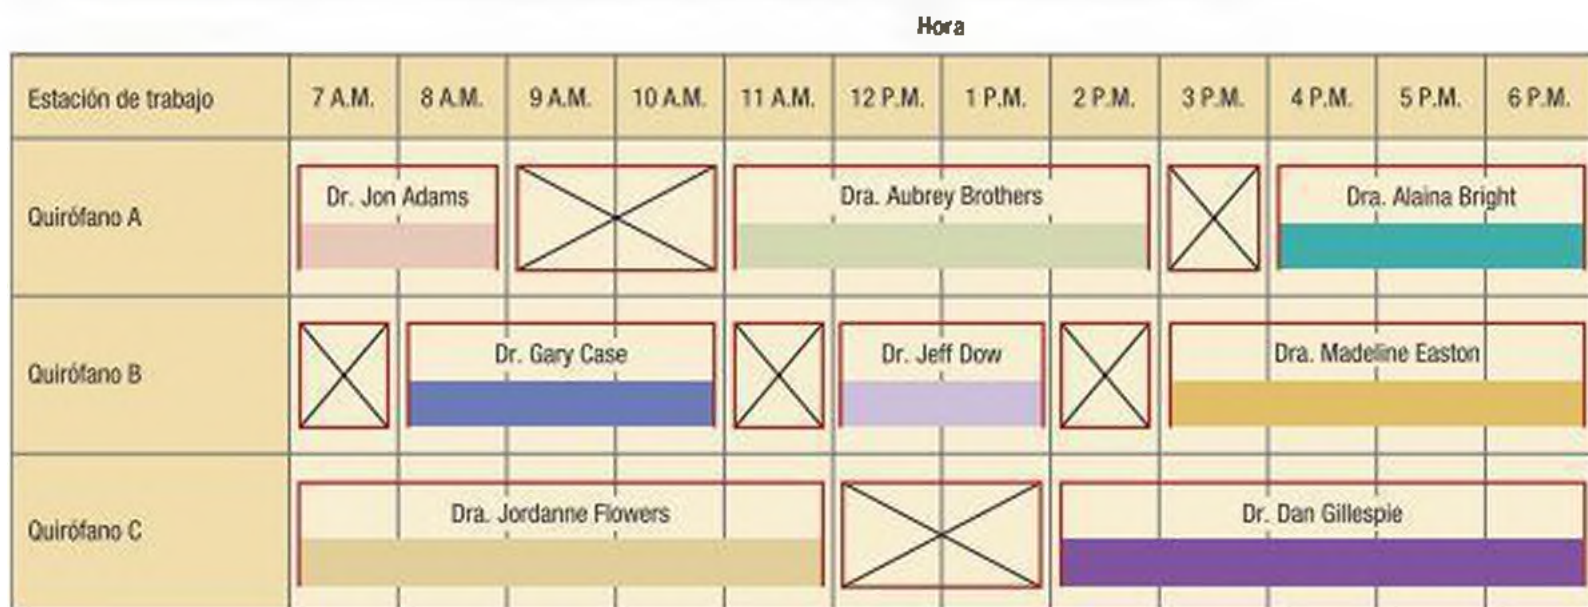 Hora
Estación de trabajo 7 A.M. 8 A.M. 9 A.M. 10 A.M. 11 A.M. 12 P.M. 1 P.M. 2 P.M. 3 P.M. 4 P.M. 5 P.M. 6 P.M.
Quirófano A Dr. Jon Adams Dra. Aubrey Brothers Dra. Alaina Bright
Quirófano B Dr. Gary Case Dr. Jeff Dow Dra. Madeline Easton
Quirófano C Dra. Jordanne Flowers Dr. Dan Gillespie